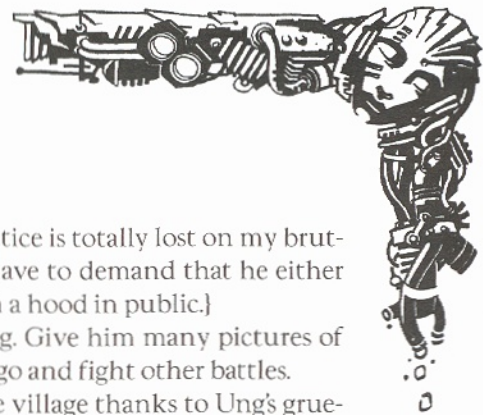 tice is totally lost on my brut-
ave to demand that he either
a hood in public.}
g. Give him many pictures of
go and fight other battles.
e village thanks to Ung's grue-